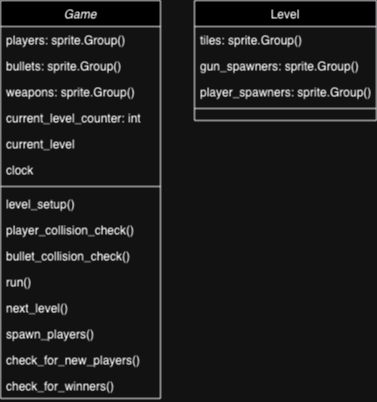 Game
players: sprite.Group()
bullets: sprite.Group()
weapons: sprite.Group()
current_level_counter: int
current_level
clock
level_setup()
player_collision_check()
bullet_collision_check()
run()
next_level()
spawn_players()
check_for_new_players()
check_for_winners()
Level
tiles: sprite.Group()
gun_spawners: sprite.Group()
player_spawners: sprite.Group()